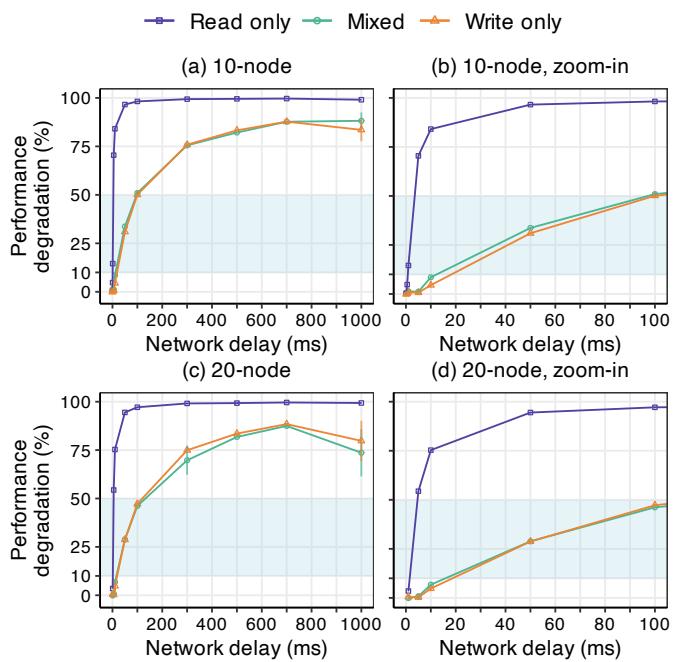 Read only Mixed Write only
(a) 10-node
(b) 10-node, zoom-in
Performance
degradation (%)
100
75
50
25
10
0
0 200 400 600 800 1000
0 20 40 60 80 100
Network delay (ms)
Network delay (ms)
(c) 20-node
(d) 20-node, zoom-in
Performance
degradation (%)
100
75
50
25
10
0
0 200 400 600 800 1000
0 20 40 60 80 100
Network delay (ms)
Network delay (ms)